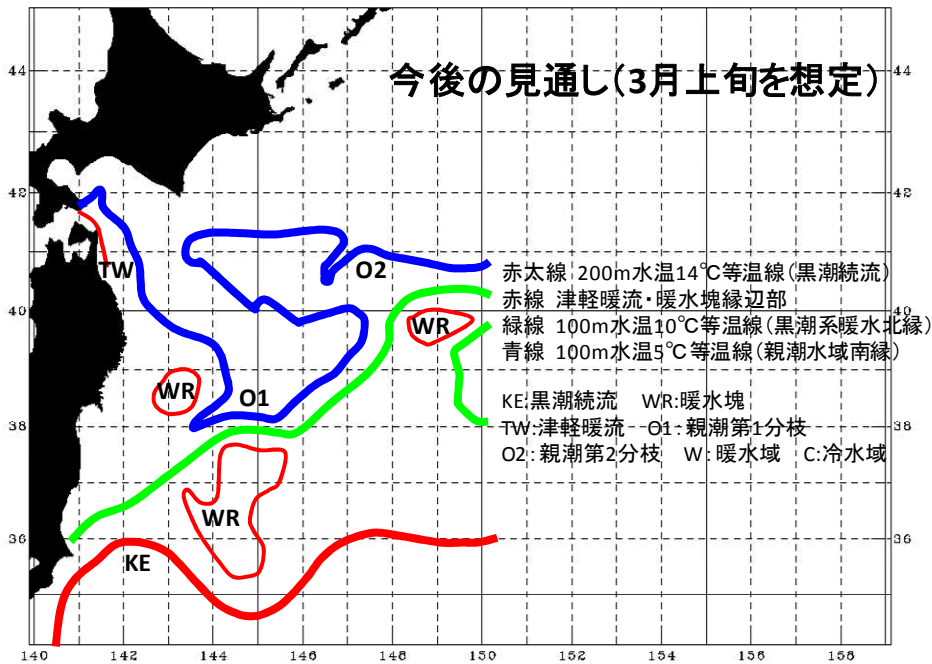 今後の見通し(3月上旬を想定)
44
44
42
42
TW
O2
赤太線 200m水温14℃等温線(黒潮続流)
赤線 津軽暖流・暖水塊縁辺部
40
WR
40
緑線 100m水温10℃等温線(黒潮系暖水北縁)
青線 100m水温5℃等温線(親潮水域南縁)
WR
O1
KE:黒潮続流 WR:暖水塊
38
38
TW:津軽暖流 O1:親潮第1分枝
O2:親潮第2分枝 W:暖水域 C:冷水域
WR
36
36
KE
140 142 144 146 148 150 152 154 156 158